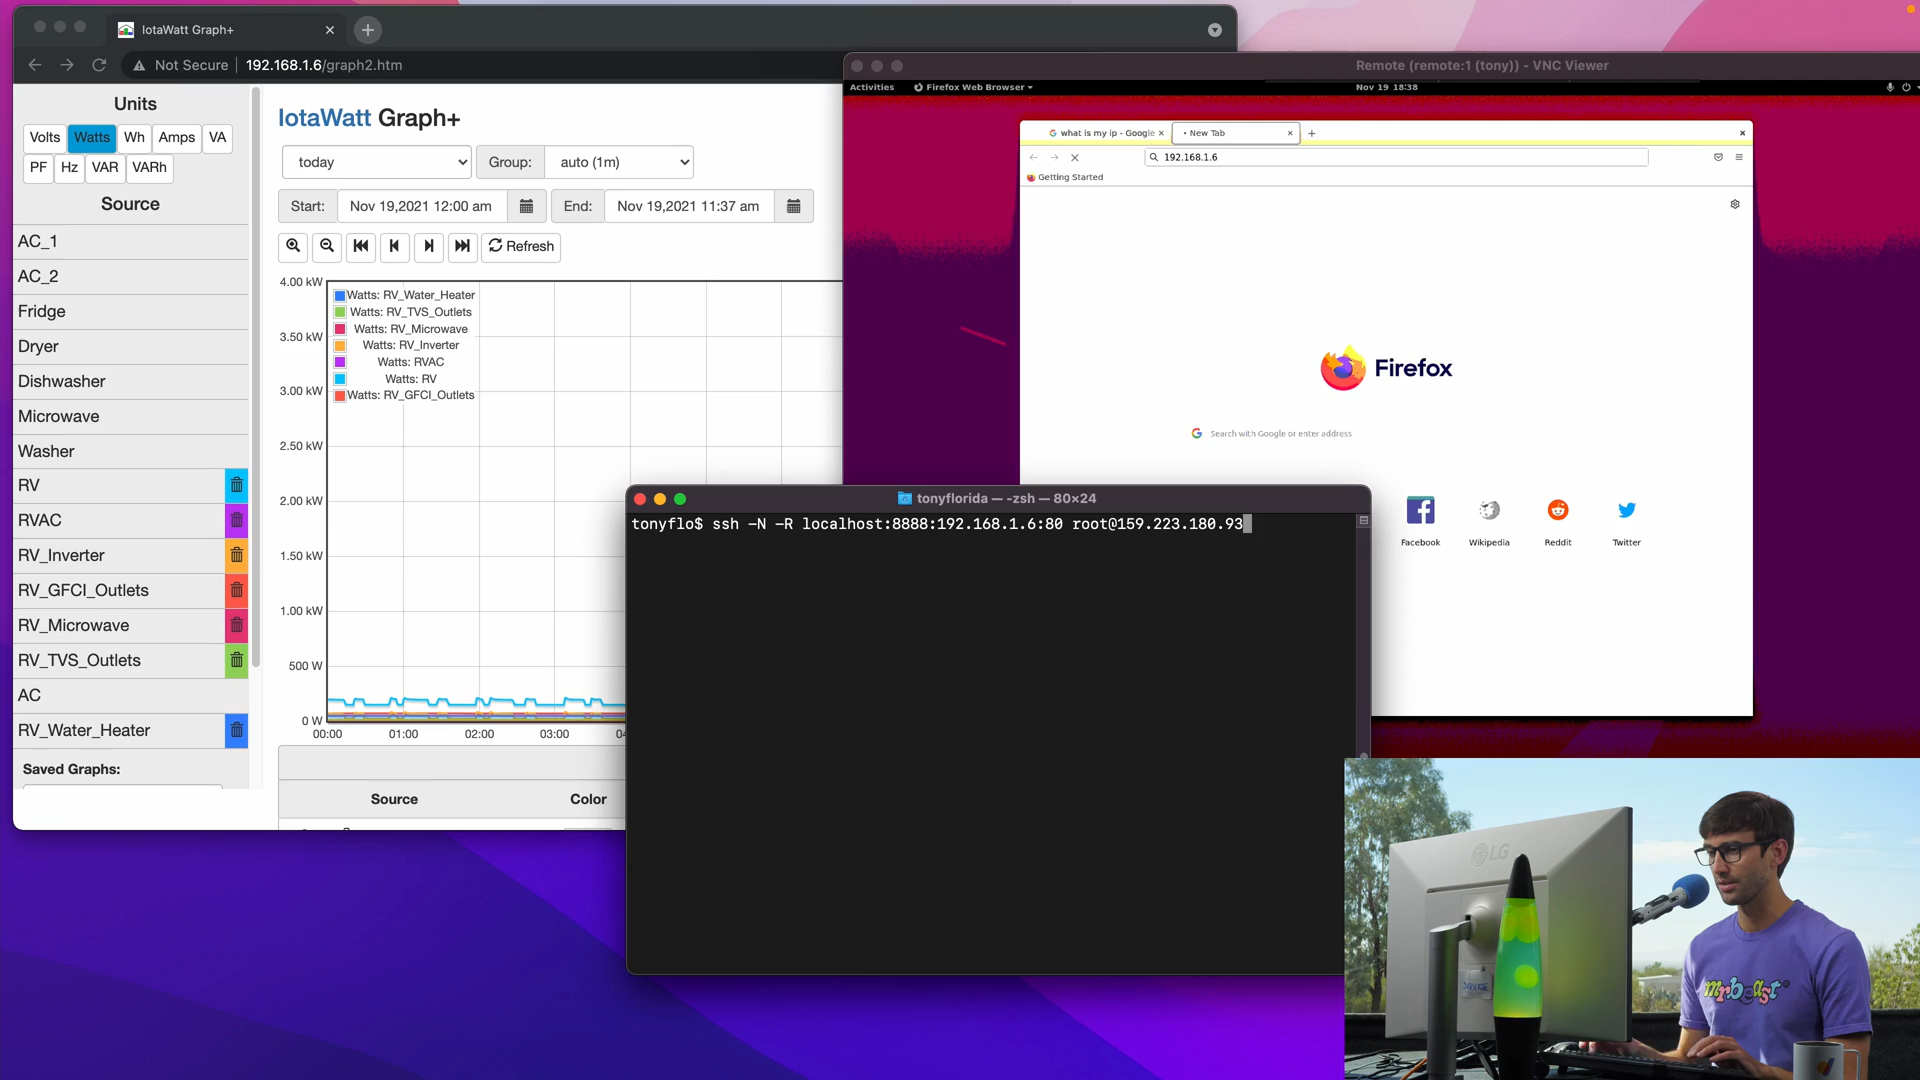 IotaWatt Graph+
Not Secure
192.168.1.6/graph2.htm
Units
Volts
Watts
Wh
Amps
VA
PF
Hz
VAR
VARh
Source
AC_1
AC_2
Fridge
Dryer
Dishwasher
Microwave
Washer
RV
RVAC
RV_Inverter
RV_GFCI_Outlets
RV_Microwave
RV_TVS_Outlets
AC
RV_Water_Heater
Saved Graphs:
IotaWatt Graph+
today
Group:
auto (1m)
Start:
Nov 19,2021 12:00 am
End:
Nov 19,2021 11:37 am
Refresh
4.00 kW
3.50 kW
3.00 kW
2.50 kW
2.00 kW
1.50 kW
1.00 kW
500 W
0 W
Watts: RV_Water_Heater
Watts: RV_TVS_Outlets
Watts: RV_Microwave
Watts: RV_Inverter
Watts: RVAC
Watts: RV
Watts: RV_GFCI_Outlets
00:00
01:00
02:00
03:00
Source
Color
Remote (remote:1 (tony)) - VNC Viewer
Activities
Firefox Web Browser
Nov 19 18:38
what is my ip - Google
• New Tab
192.168.1.6
Getting Started
Firefox
Search with Google or enter address
Facebook
Wikipedia
Reddit
Twitter
tonyflorida — -zsh — 80×24
tonyflo$ ssh -N -R localhost:8888:192.168.1.6:80 root@159.223.180.93
LG
mrbeast